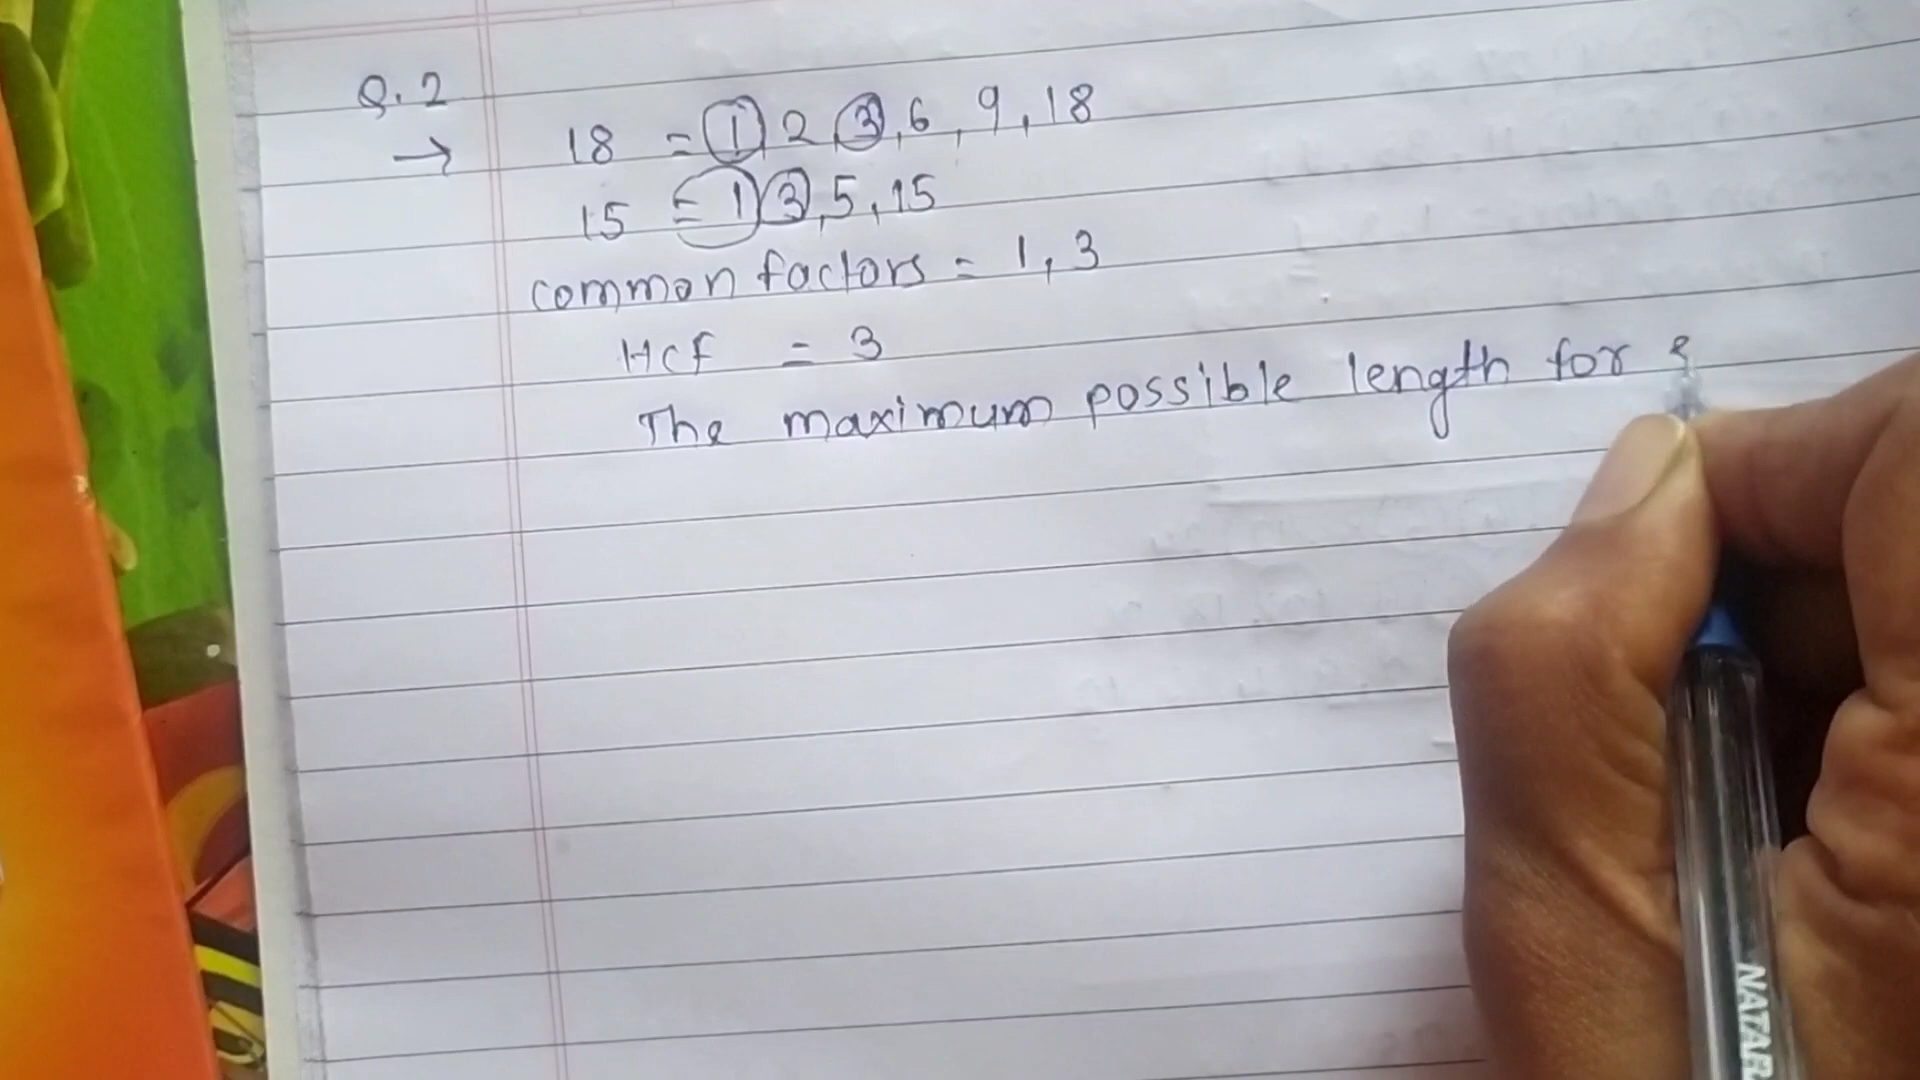 Q.2
→ 18 = 1, 2, 3, 6, 9, 18
15 = 1, 3, 5, 15
common factors = 1, 3
HCF = 3
The maximum possible length for
NATAR